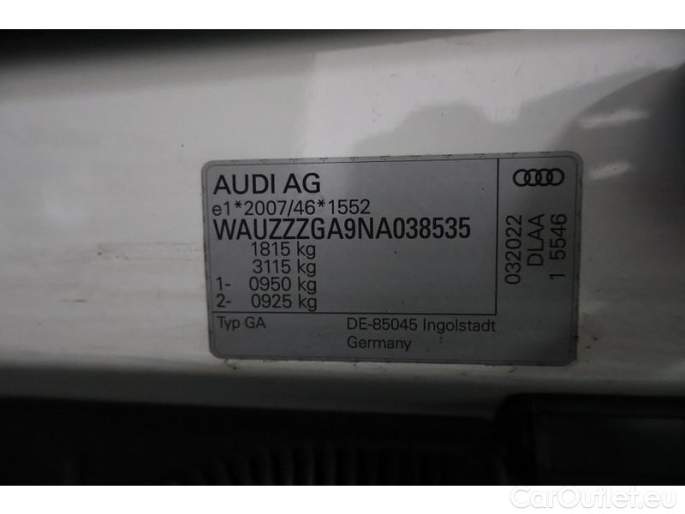 AUDI AG
e1*2007/46*1552
WAUZZZGA9NA038535
1815 kg
3115 kg
1- 0950 kg
2- 0925 kg
Typ GA
DE-85045 Ingolstadt
Germany
032022
DLAA
1 5546
CarOutlet.eu